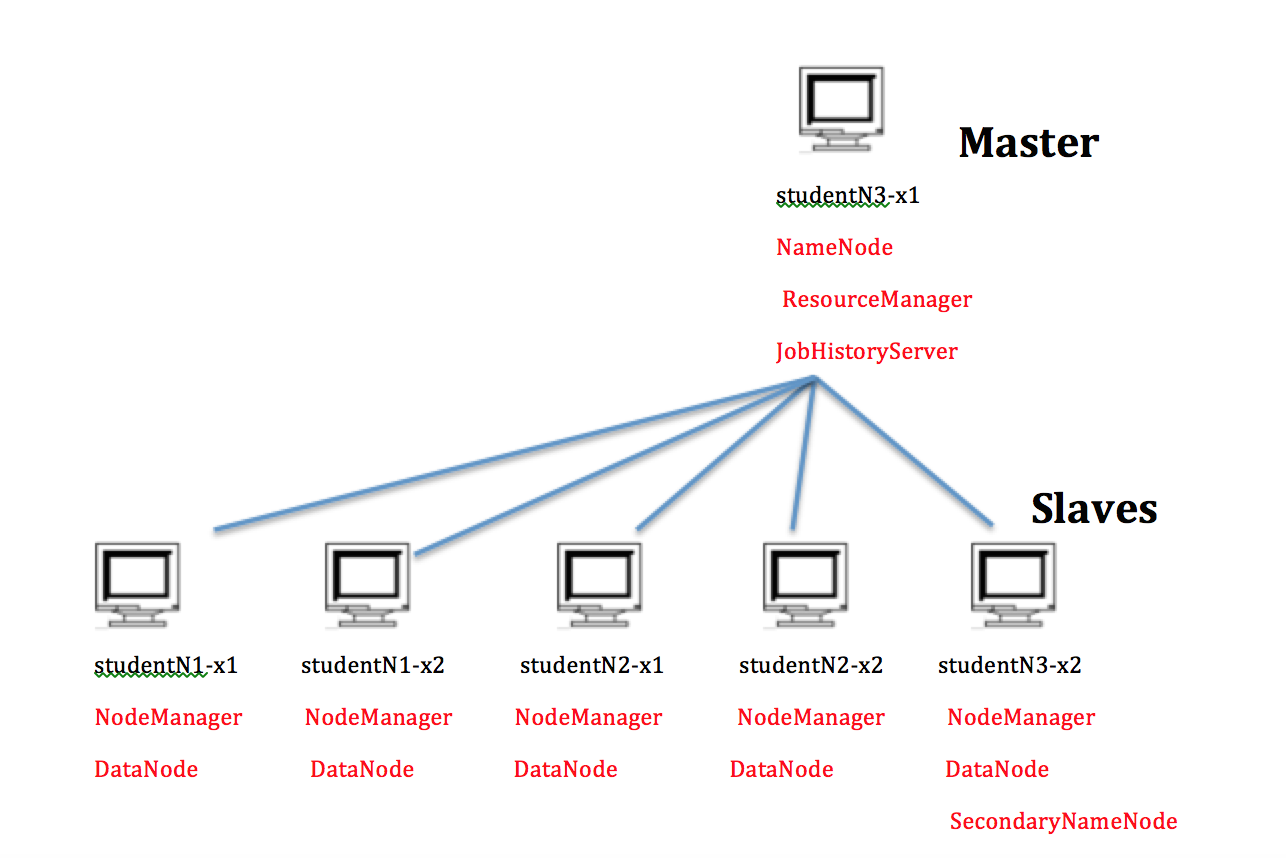 Master
studentN3-x1
NameNode
ResourceManager
JobHistoryServer
Slaves
studentN1-x1 studentN1-x2 studentN2-x1 studentN2-x2 studentN3-x2
NodeManager NodeManager NodeManager NodeManager NodeManager
DataNode DataNode DataNode DataNode DataNode
SecondaryNameNode